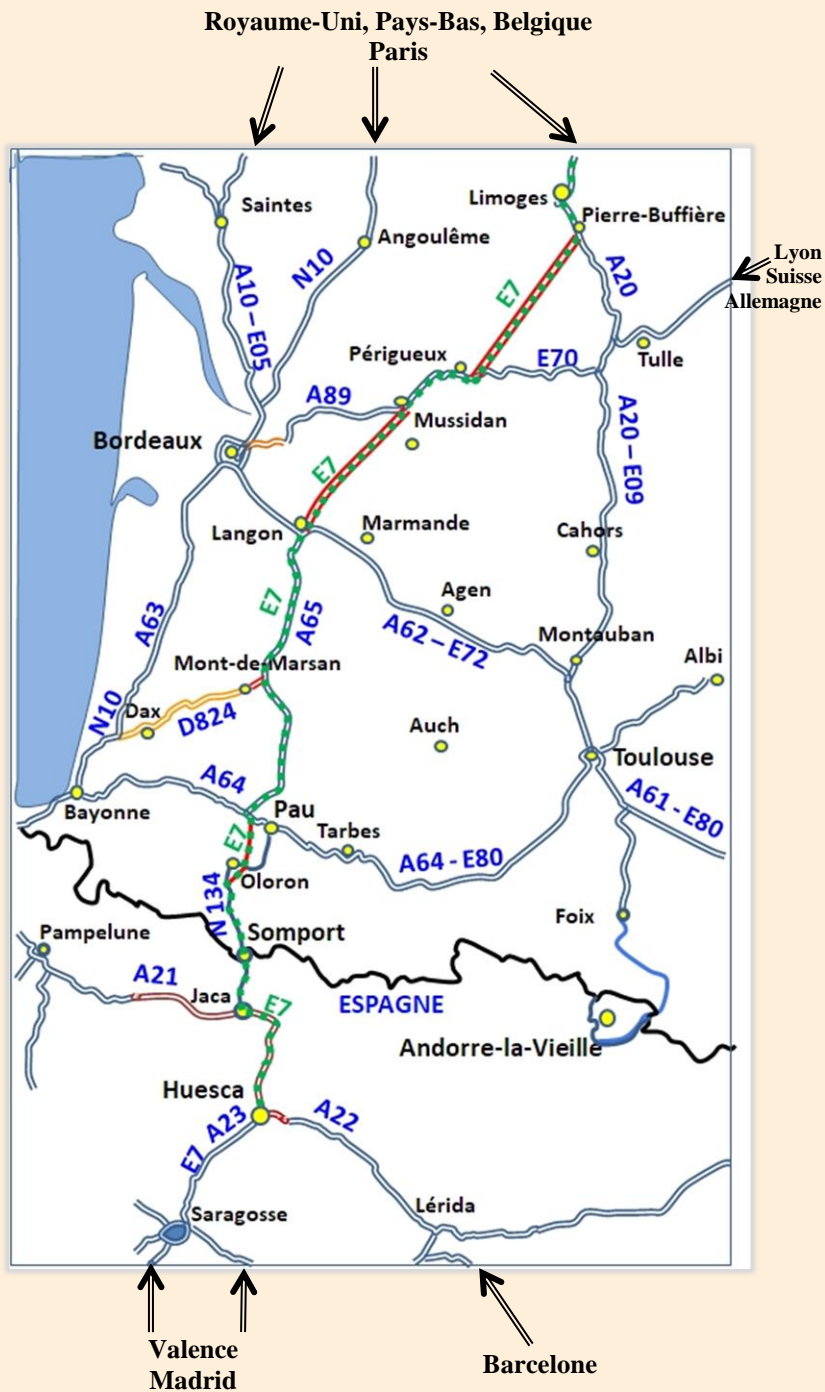 Royaume-Uni, Pays-Bas, Belgique
Paris
Limoges
Saintes
Pierre-Buffière
Angoulême
N10
A20
Lyon
Suisse
Allemagne
A10 – E05
E7
Périgueux
E70
Tulle
A89
Mussidan
A20 – E09
Bordeaux
E7
Langon
Marmande
Cahors
Agen
E7
A65
A63
A62 – E72
Montauban
Mont-de-Marsan
Albi
N10
Dax
D824
Auch
Toulouse
A64
A61 - E80
Bayonne
Pau
E7
Tarbes
A64 - E80
Oloron
N 134
Foix
Pampelune
Somport
A21
Jaca
E7
ESPAGNE
Andorre-la-Vieille
Huesca
A23
A22
E7
Lérida
Saragosse
Valence
Madrid
Barcelone